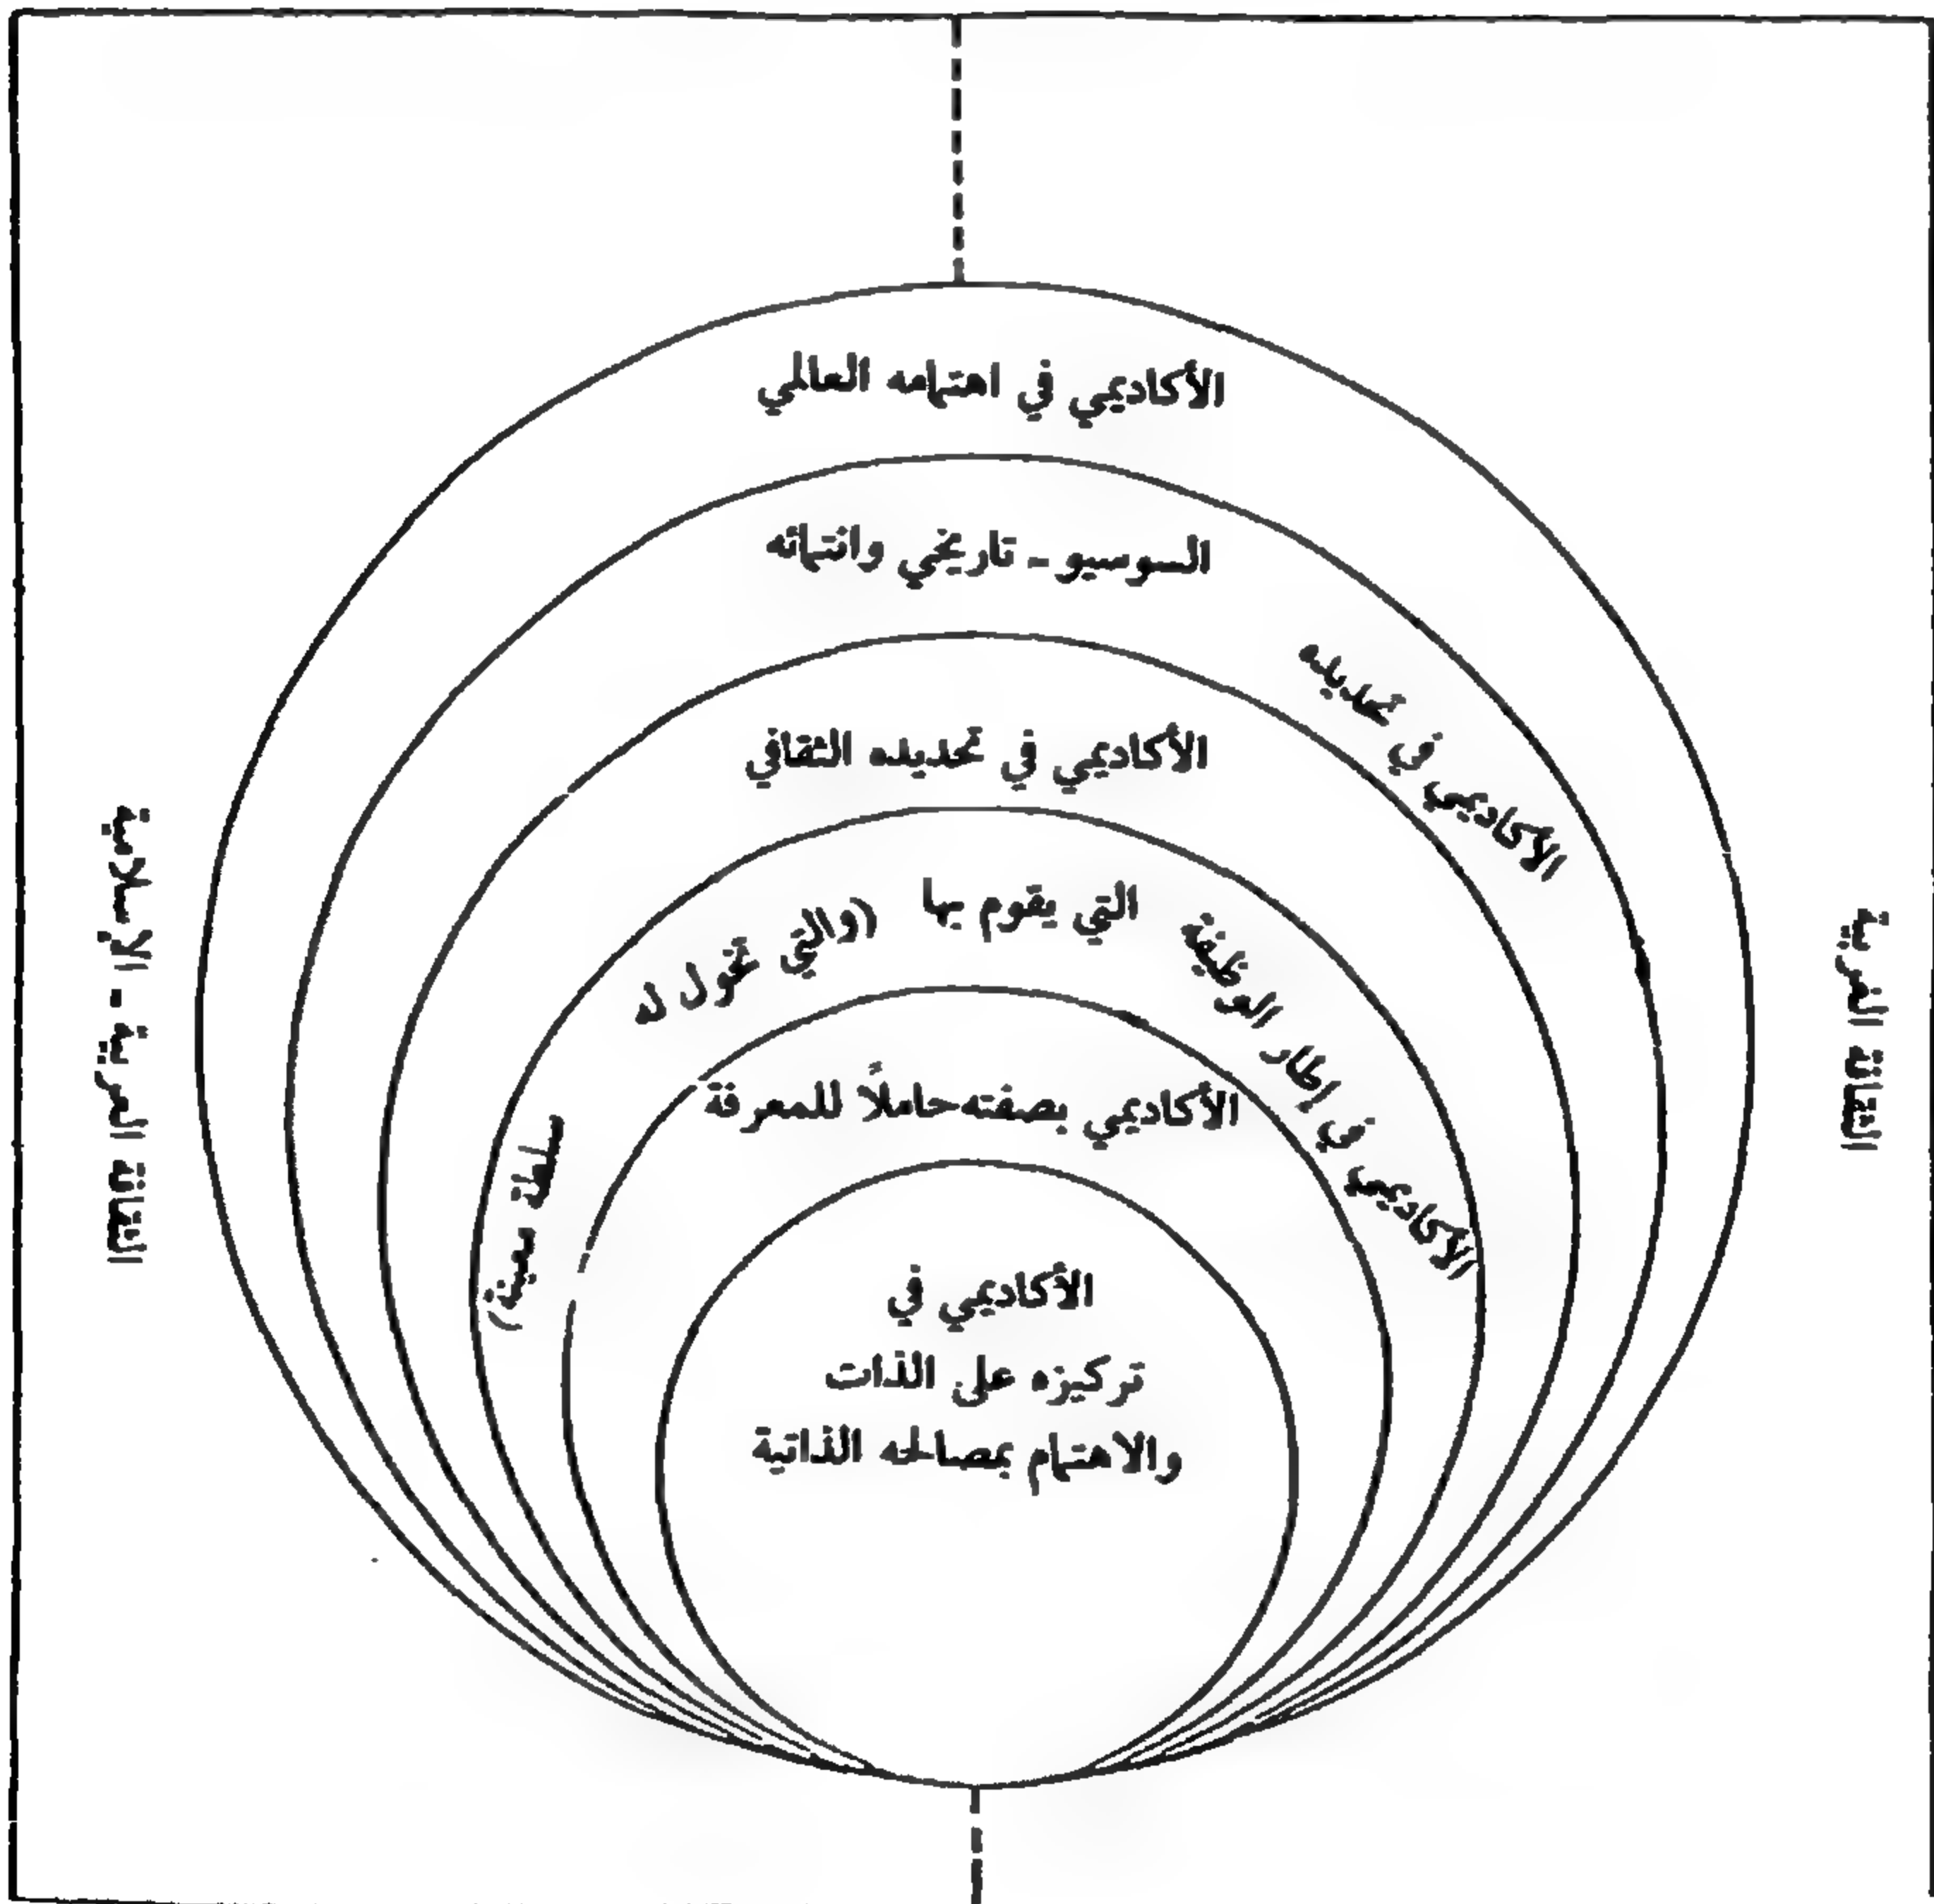 الأكاديمي في اهتمامه العالمي
الأكاديمي في تحديده السوسيو - تاريخي وانتمائه
الأكاديمي في تحديده الثقافي
الأكاديمي في إطار الوظيفة التي يقوم بها (والتي تخول له سلطة معينة)
الأكاديمي بصفته حاملاً للمعرفة
الأكاديمي في
تركيزه على الذات
والاهتمام بمصالحه الذاتية
الثقافة الغربية
الثقافة العربية -